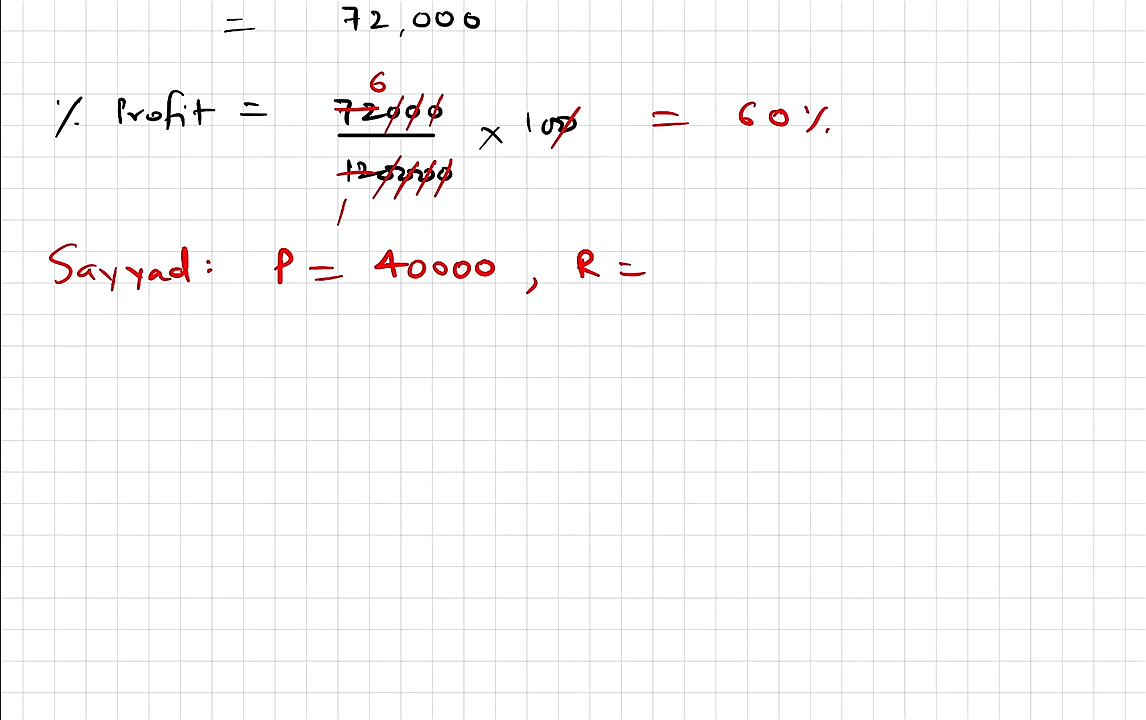 = 72,000
6
% Profit = 72000 / 120000 × 100 = 60%
1
Sayyad: P = 40000, R =